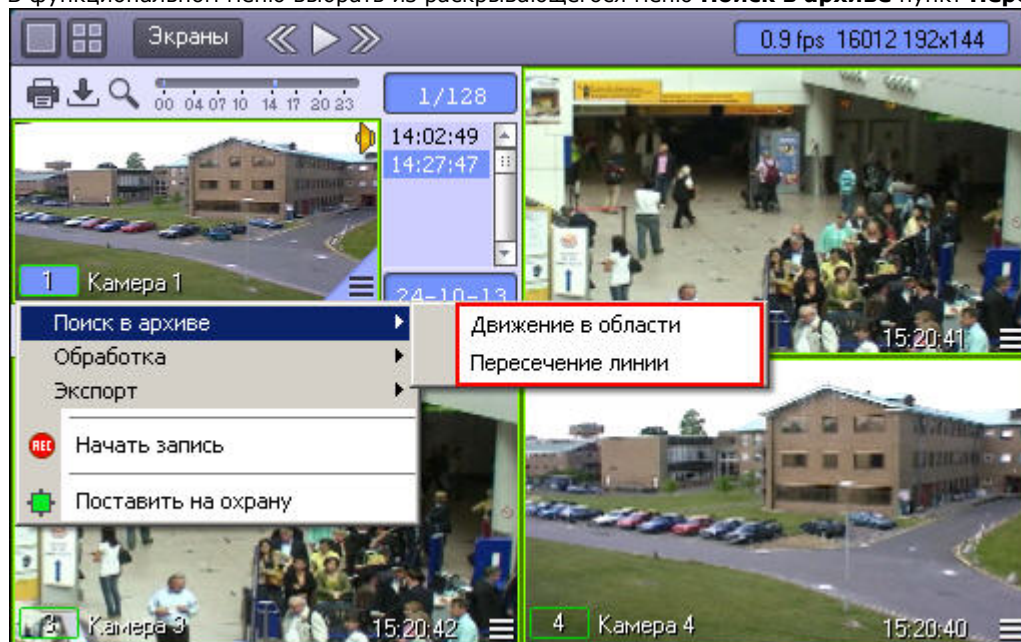 В функциональном меню выбрать из раскрывающегося меню Поиск в архиве пункт
Экраны
0.9 fps 16012 192x144
00 04 07 10 14 17 20 23
1/128
14:02:49
14:27:47
1 Камера 1
24-10-13
15:20:41
Поиск в архиве
Движение в области
Обработка
Пересечение линии
Экспорт
REC Начать запись
Поставить на охрану
3 Камера 3
15:20:42
4 Камера 4
15:20:40